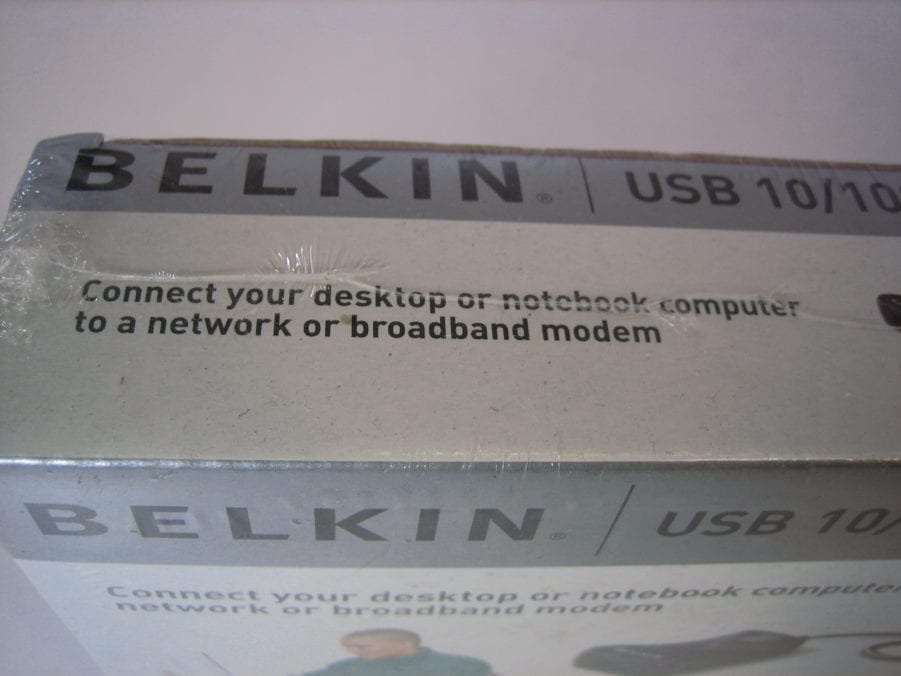 BELKIN® | USB 10/10
Connect your desktop or notebook computer
to a network or broadband modem
BELKIN® | USB 10/
Connect your desktop or notebook computer
network or broadband modem